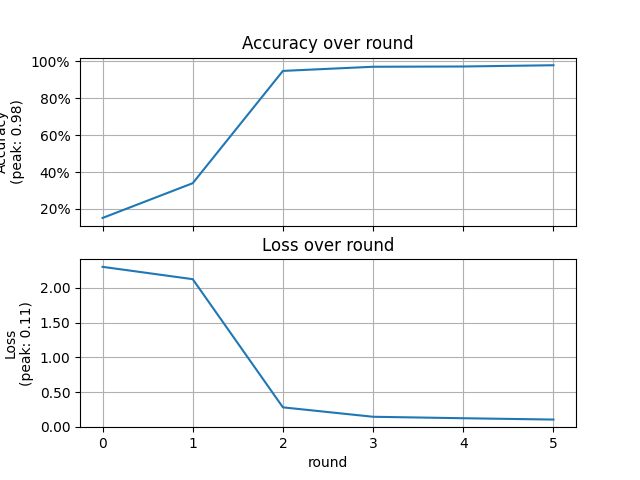 Accuracy over round
100%
80%
60%
40%
20%
Accuracy
(peak: 0.98)
Loss over round
2.00
1.50
1.00
0.50
0.00
Loss
(peak: 0.11)
0 1 2 3 4 5
round